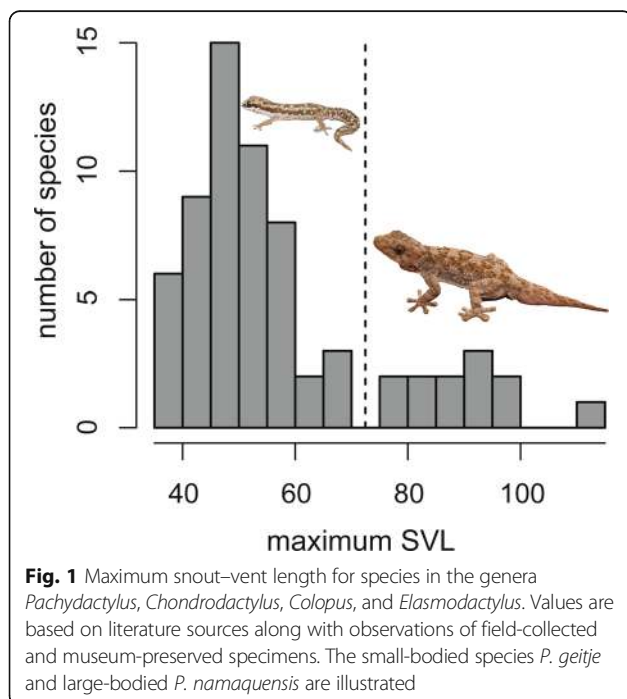 15
10
5
0
number of species
40 60 80 100
maximum SVL
Fig. 1 Maximum snout–vent length for species in the genera
Pachydactylus, Chondrodactylus, Colopus, and Elasmodactylus. Values are
based on literature sources along with observations of field-collected
and museum-preserved specimens. The small-bodied species P. geitje
and large-bodied P. namaquensis are illustrated